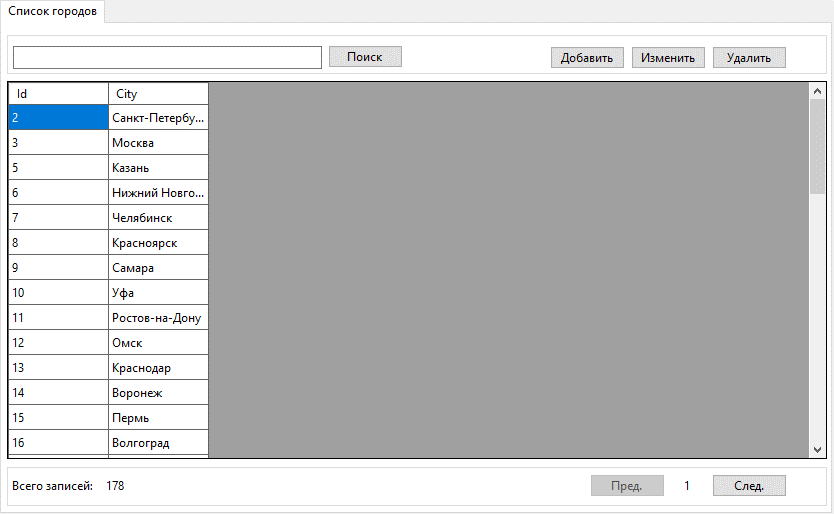 Список городов
Поиск Добавить Изменить Удалить
Id City
2 Санкт-Петербу...
3 Москва
5 Казань
6 Нижний Новго...
7 Челябинск
8 Красноярск
9 Самара
10 Уфа
11 Ростов-на-Дону
12 Омск
13 Краснодар
14 Воронеж
15 Пермь
16 Волгоград
Всего записей: 178 Пред. 1 След.